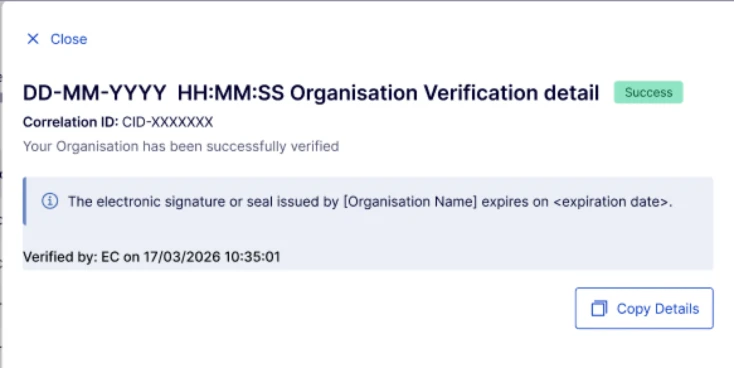 Close
DD-MM-YYYY HH:MM:SS Organisation Verification detail Success
Correlation ID: CID-XXXXXXX
Your Organisation has been successfully verified
The electronic signature or seal issued by [Organisation Name] expires on <expiration date>.
Verified by: EC on 17/03/2026 10:35:01
Copy Details